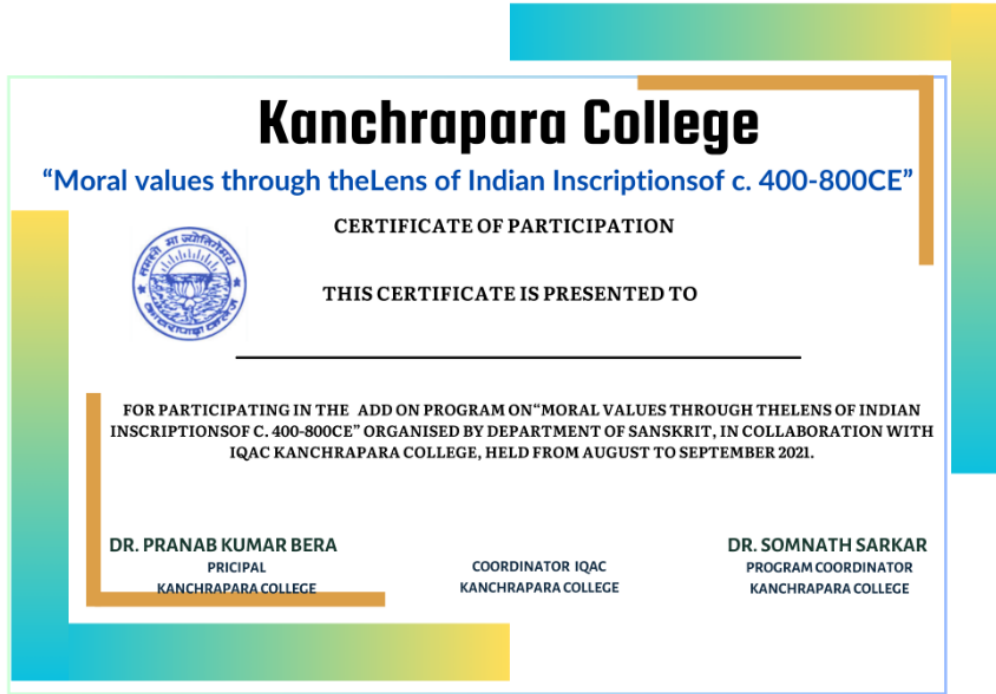 Kanchrapara College
“Moral values through theLens of Indian Inscriptionsof c. 400-800CE”
CERTIFICATE OF PARTICIPATION
THIS CERTIFICATE IS PRESENTED TO
तमसो मा ज्योतिर्गमय
FOR PARTICIPATING IN THE ADD ON PROGRAM ON“MORAL VALUES THROUGH THELENS OF INDIAN
INSCRIPTIONSOF C. 400-800CE” ORGANISED BY DEPARTMENT OF SANSKRIT, IN COLLABORATION WITH
IQAC KANCHRAPARA COLLEGE, HELD FROM AUGUST TO SEPTEMBER 2021.
DR. PRANAB KUMAR BERA
PRICIPAL
KANCHRAPARA COLLEGE
COORDINATOR IQAC
KANCHRAPARA COLLEGE
DR. SOMNATH SARKAR
PROGRAM COORDINATOR
KANCHRAPARA COLLEGE